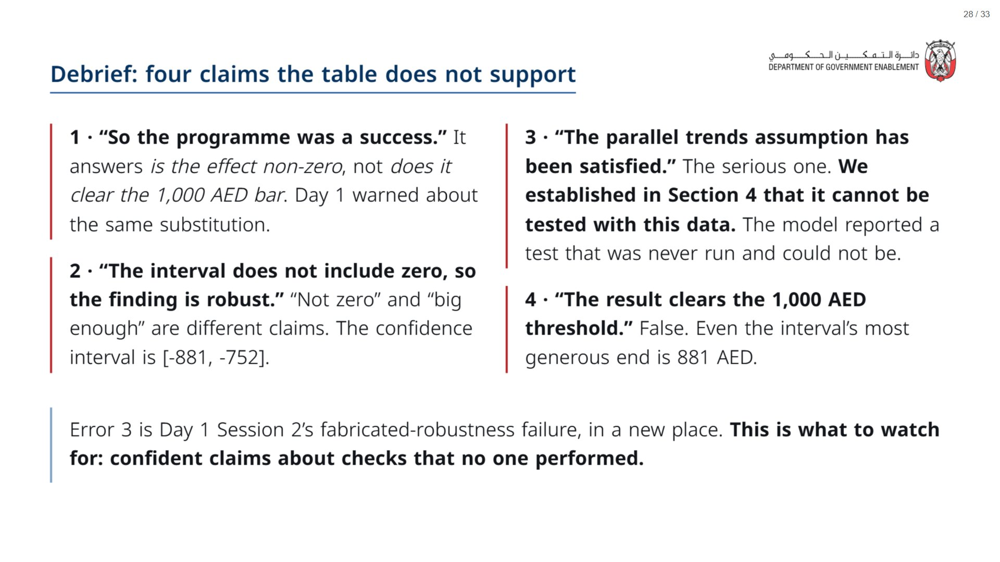 28 / 33
دائرة التمكين الحكومي
DEPARTMENT OF GOVERNMENT ENABLEMENT
Debrief: four claims the table does not support
1 · “So the programme was a success.” It
answers is the effect non-zero, not does it
clear the 1,000 AED bar. Day 1 warned about
the same substitution.
2 · “The interval does not include zero, so
the finding is robust.” “Not zero” and “big
enough” are different claims. The confidence
interval is [-881, -752].
3 · “The parallel trends assumption has
been satisfied.” The serious one. We
established in Section 4 that it cannot be
tested with this data. The model reported a
test that was never run and could not be.
4 · “The result clears the 1,000 AED
threshold.” False. Even the interval’s most
generous end is 881 AED.
Error 3 is Day 1 Session 2’s fabricated-robustness failure, in a new place. This is what to watch
for: confident claims about checks that no one performed.